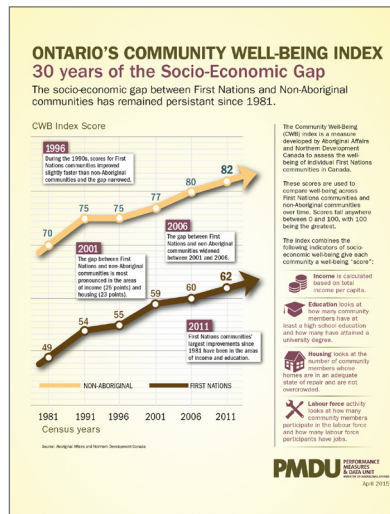 ONTARIO'S COMMUNITY WELL-BEING INDEX
30 years of the Socio-Economic Gap
The socio-economic gap between First Nations and Non-Aboriginal
communities has remained persistant since 1981.
CWB Index Score
1996
During the 1990s, scores for First
Nations communities improved
slightly faster than non-Aboriginal
communities and the gap narrowed.
70
75
75
77
80
82
2001
The gap between First
Nations and non-Aboriginal
communities is most
pronounced in the areas
of income (25 points) and
housing (23 points).
2006
The gap between First
Nations and non-Aboriginal
communities widened
between 2001 and 2006.
49
54
55
59
60
62
2011
First Nations communities'
largest improvements since
1981 have been in the areas
of income and education.
NON-ABORIGINAL
FIRST NATIONS
1981 1991 1996 2001 2006 2011
Census years
Source: Aboriginal Affairs and Northern Development Canada
The Community Well-Being
(CWB) index is a measure
developed by Aboriginal Affairs
and Northern Development
Canada to assess the well-
being of individual First Nations
communities in Canada.
These scores are used to
compare well-being across
First Nations communities and
non-Aboriginal communities
over time. Scores fall anywhere
between 0 and 100, with 100
being the greatest.
The index combines the
following indicators of socio-
economic well-being give each
community a well-being "score":
Income is calculated
based on total
income per capita.
Education looks at
how many community
members have at
least a high school education
and how many have attained a
university degree.
Housing looks at the
number of community
members whose
homes are in an adequate
state of repair and are not
overcrowded.
Labour force activity
looks at how many
community members
participate in the labour force
and how many labour force
participants have jobs.
PMDU
PERFORMANCE
MEASURES
& DATA UNIT
April 2015